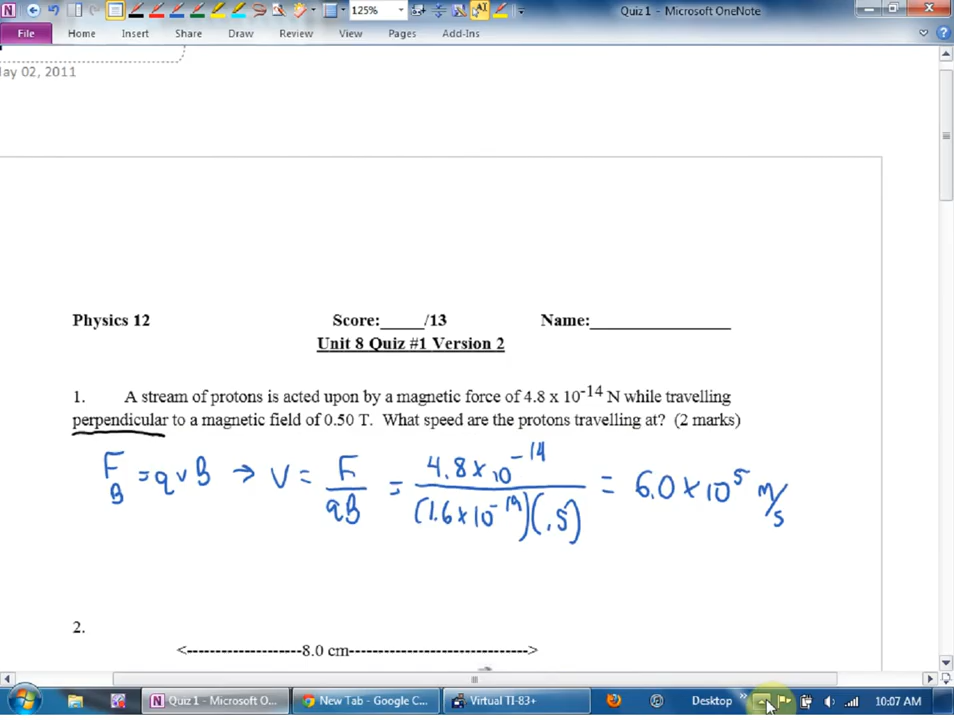 125%
Quiz 1 - Microsoft OneNote
File Home Insert Share Draw Review View Pages Add-Ins
ay 02, 2011
Physics 12 Score:_____/13 Name:________________
Unit 8 Quiz #1 Version 2
1. A stream of protons is acted upon by a magnetic force of 4.8 x 10⁻¹⁴ N while travelling
perpendicular to a magnetic field of 0.50 T. What speed are the protons travelling at? (2 marks)
F_B = qvB → V = F/qB = 4.8 x 10⁻¹⁴/(1.6 x 10⁻¹⁹)(.5) = 6.0 x 10⁵ m/s
2.
<--------------------8.0 cm------------------------------>
Quiz 1 - Microsoft O... New Tab - Google C... Virtual TI-83+ Desktop 10:07 AM